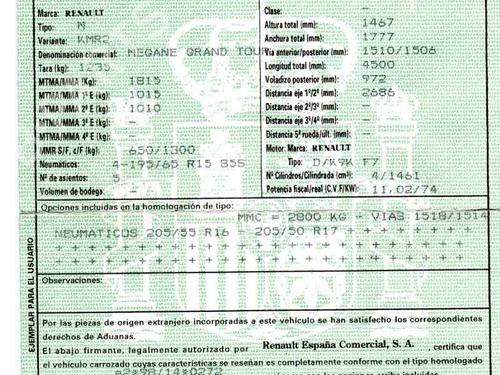 Marca: RENAULT
Tipo: M
Variante: KMR2
Denominación comercial: MEGANE GRAND TOUR
Tara (kg): 1235
MTMA/MMA (Kg) 1815
MTMA/MMA 1º E (kg) 1015
MTMA/MMA 2º E (kg) 1010
MTMA/MMA 3º E (kg) -
MTMA/MMA 4º E (kg) -
MMR S/F, c/F (kg): 650/1300
Neumáticos: 4-195/65 R15 85S
Nº de asientos: 5
Volumen de bodega: -
Clase: -
Altura total (mm): 1467
Anchura total (mm): 1777
Vía anterior/posterior (mm): 1510/1506
Longitud total (mm): 4500
Voladizo posterior (mm): 972
Distancia eje 1º/2º (mm): 2686
Distancia eje 2º/3º (mm): -
Distancia eje 3º/4º (mm): -
Distancia 5ª rueda/ult. (mm): -
Motor: Marca: RENAULT
Tipo: D/K9K F7
Nº Cilindros/Cilindrada (cm³): 4/1461
Potencia fiscal/real (C.V.F/KW): 11.02/74
Opciones incluidas en la homologación de tipo:
MMC = 2800 KG - VIAS 1518/1514
NEUMATICOS 205/55 R16 - 205/50 R17 + + + + + + + + +
+ + + + + + + + + + + + + + + + + + + + + + +
+ + + + + + + + + + + + + + + + + + + + + + +
Observaciones:
EJEMPLAR PARA EL USUARIO
Por las piezas de origen extranjero incorporadas a este vehículo se han satisfecho los correspondientes
derechos de Aduanas.
El abajo firmante, legalmente autorizado por Renault España Comercial, S. A. , certifica que
el vehículo carrozado cuyas características se reseñan es completamente conforme con el tipo homologado
e2*98/14*0272